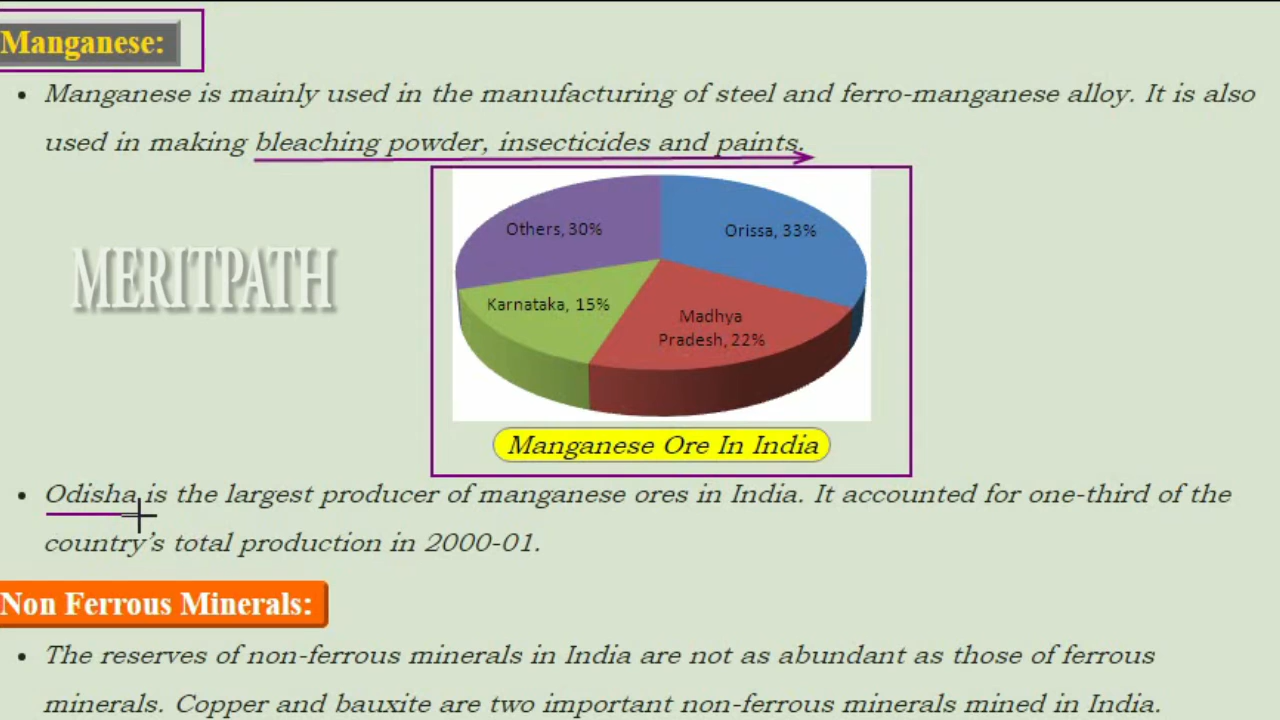 Manganese:
• Manganese is mainly used in the manufacturing of steel and ferro-manganese alloy. It is also
used in making bleaching powder, insecticides and paints.
Others, 30%
Orissa, 33%
MERITPATH
Karnataka, 15%
Madhya
Pradesh, 22%
Manganese Ore In India
• Odisha is the largest producer of manganese ores in India. It accounted for one-third of the
country's total production in 2000-01.
Non Ferrous Minerals:
• The reserves of non-ferrous minerals in India are not as abundant as those of ferrous
minerals. Copper and bauxite are two important non-ferrous minerals mined in India.